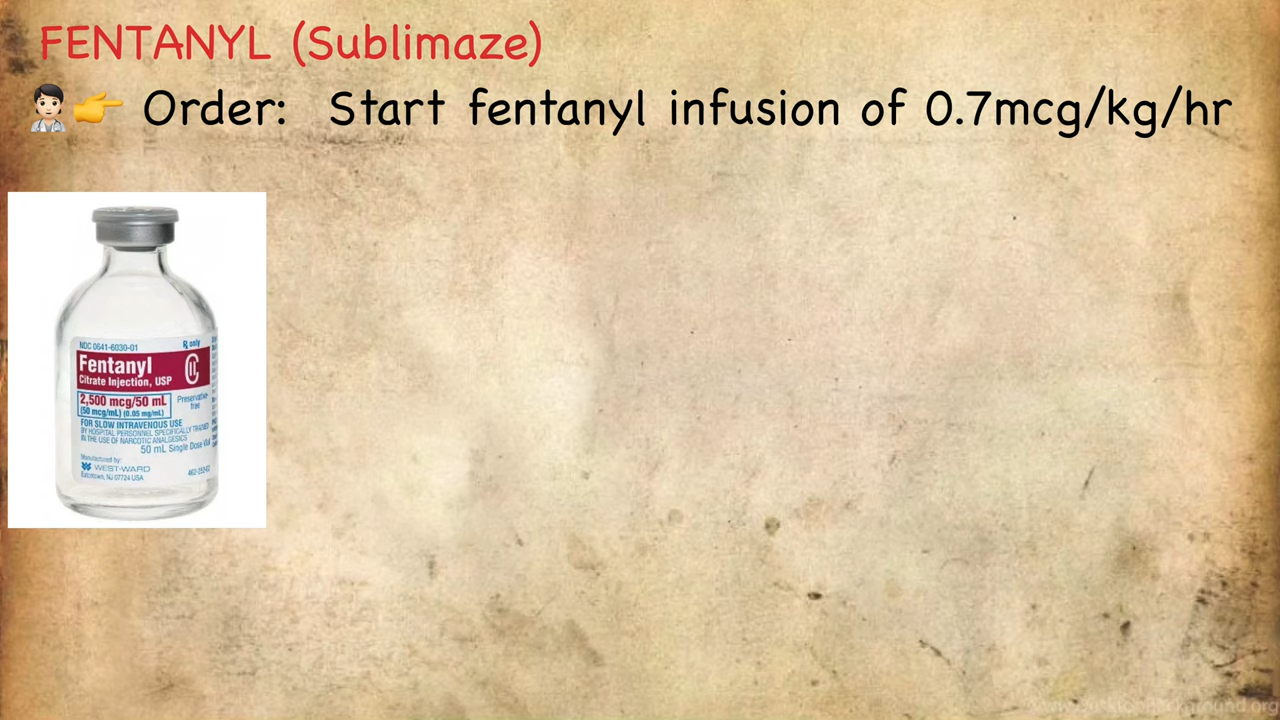 FENTANYL (Sublimaze)
Order: Start fentanyl infusion of 0.7mcg/kg/hr
NDC 0641-6030-01
Rx only
Fentanyl
Citrate Injection, USP
CII
2,500 mcg/50 mL
(50 mcg/mL) (0.05 mg/mL)
Preservative-
free
FOR SLOW INTRAVENOUS USE
BY HOSPITAL PERSONNEL SPECIFICALLY TRAINED
IN THE USE OF NARCOTIC ANALGESICS
50 mL Single Dose Vial
Manufactured by:
WEST-WARD
Eatontown, NJ 07724 USA